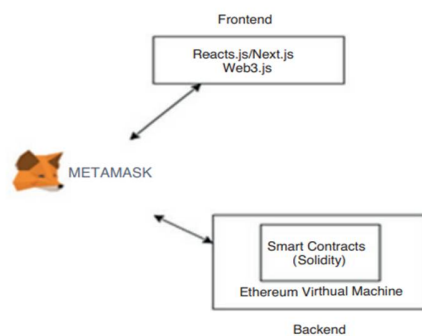 Frontend
Reacts.js/Next.js
Web3.js
METAMASK
Smart Contracts
(Solidity)
Ethereum Virthual Machine
Backend